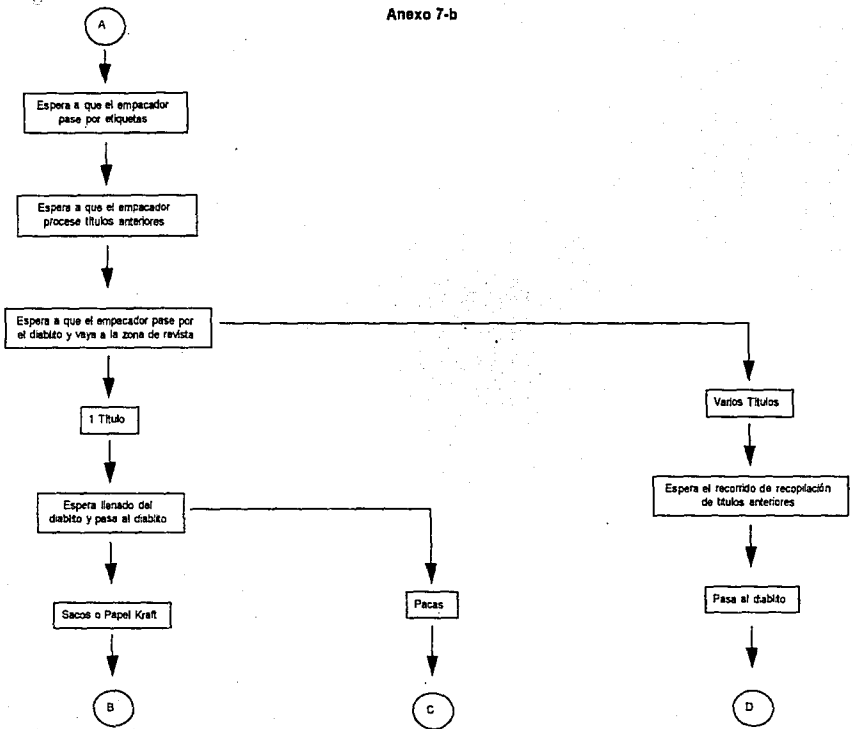 Anexo 7-b
A
Espera a que el empacador
pase por etiquetas
Espera a que el empacador
procese títulos anteriores
Espera a que el empacador pase por
el diablito y vaya a la zona de revista
1 Título
Varios Títulos
Espera llenado del
diablito y pasa al diablito
Espera el recorrido de recopilación
de títulos anteriores
Sacos o Papel Kraft
Pacas
Pasa al diablito
B
C
D